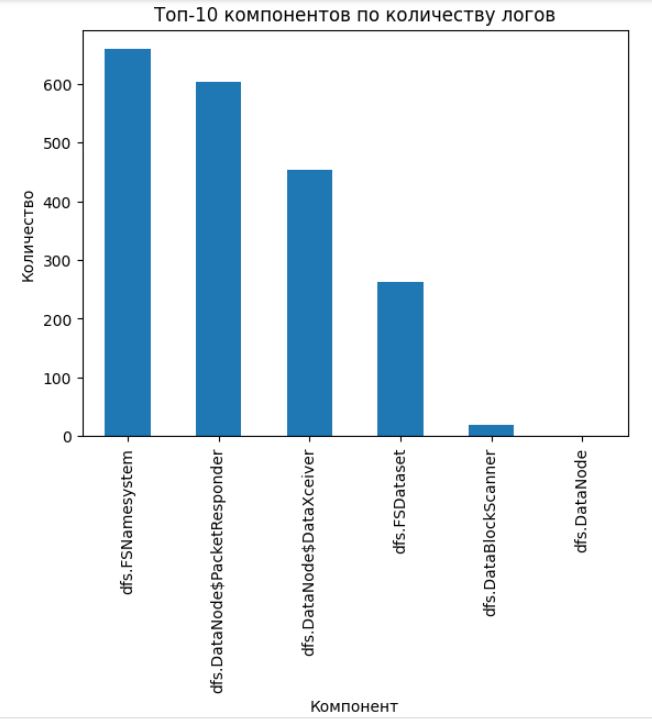 Топ-10 компонентов по количеству логов
Количество
600
500
400
300
200
100
0
dfs.FSNamesystem
dfs.DataNode$PacketResponder
dfs.DataNode$DataXceiver
dfs.FSDataset
dfs.DataBlockScanner
dfs.DataNode
Компонент